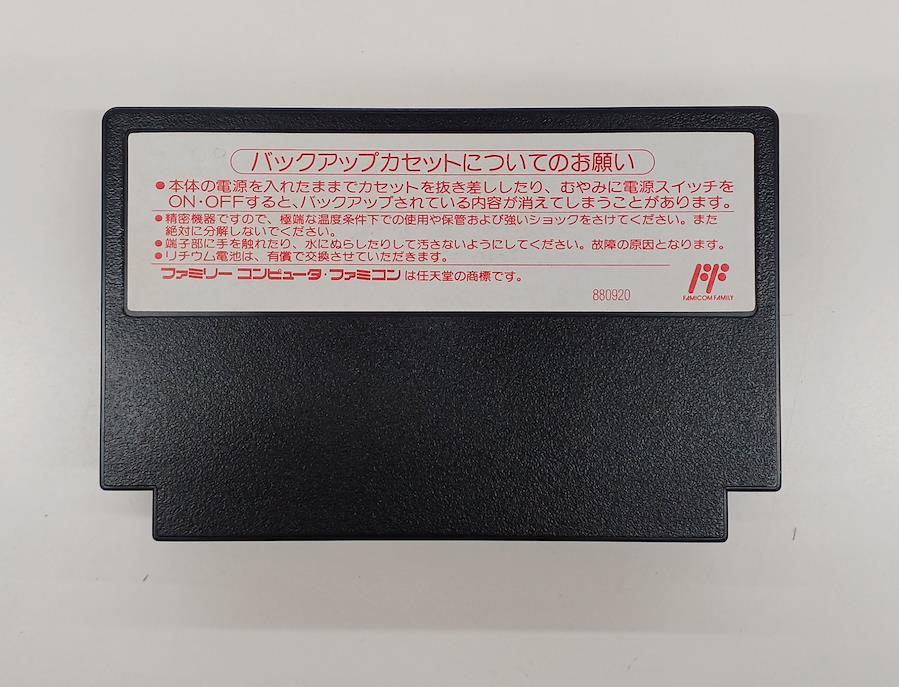 バックアップカセットについてのお願い
●本体の電源を入れたままでカセットを抜き差ししたり、むやみに電源スイッチを
ON・OFFすると、バックアップされている内容が消えてしまうことがあります。
●精密機器ですので、極端な温度条件下での使用や保管および強いショックをさけてください。また
絶対に分解しないでください。
●端子部に手を触れたり、水にぬらしたりして汚さないようにしてください。故障の原因となります。
●リチウム電池は、有償で交換させていただきます。
ファミリー コンピュータ・ファミコンは任天堂の商標です。
880920
FAMICOM FAMILY